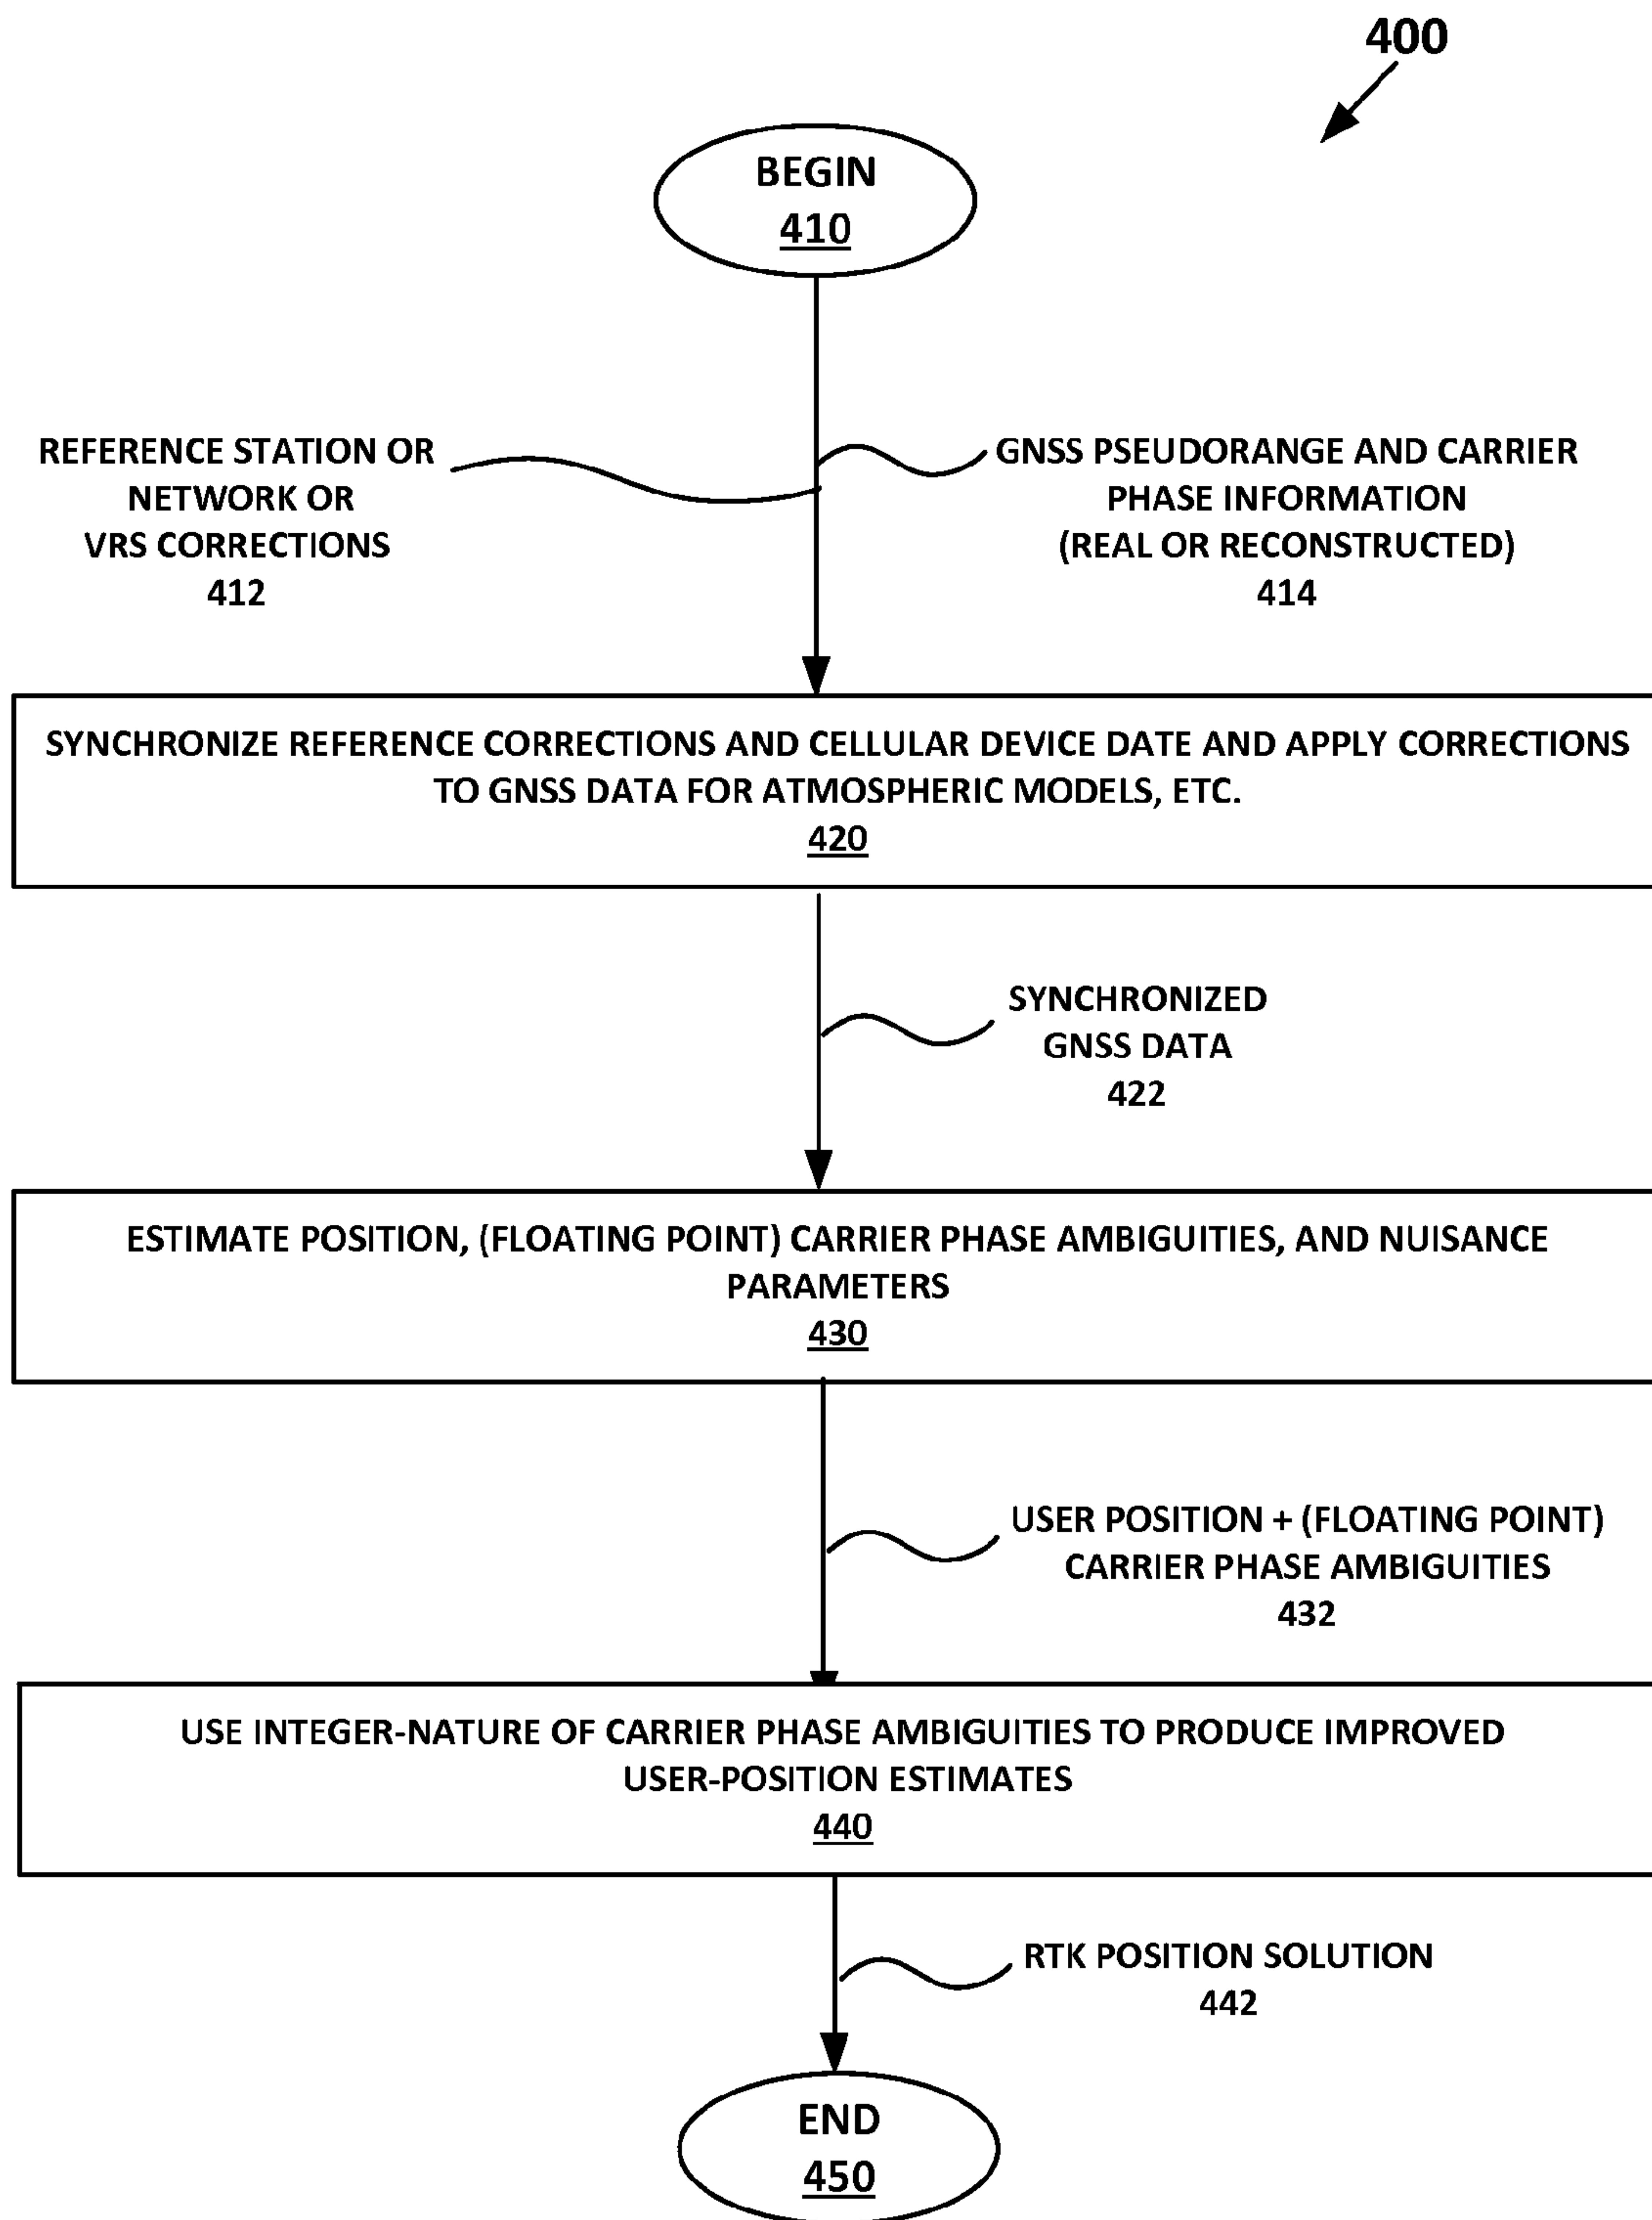 400
BEGIN
410
REFERENCE STATION OR
NETWORK OR
VRS CORRECTIONS
412
GNSS PSEUDORANGE AND CARRIER
PHASE INFORMATION
(REAL OR RECONSTRUCTED)
414
SYNCHRONIZE REFERENCE CORRECTIONS AND CELLULAR DEVICE DATE AND APPLY CORRECTIONS
TO GNSS DATA FOR ATMOSPHERIC MODELS, ETC.
420
SYNCHRONIZED
GNSS DATA
422
ESTIMATE POSITION, (FLOATING POINT) CARRIER PHASE AMBIGUITIES, AND NUISANCE
PARAMETERS
430
USER POSITION + (FLOATING POINT)
CARRIER PHASE AMBIGUITIES
432
USE INTEGER-NATURE OF CARRIER PHASE AMBIGUITIES TO PRODUCE IMPROVED
USER-POSITION ESTIMATES
440
RTK POSITION SOLUTION
442
END
450